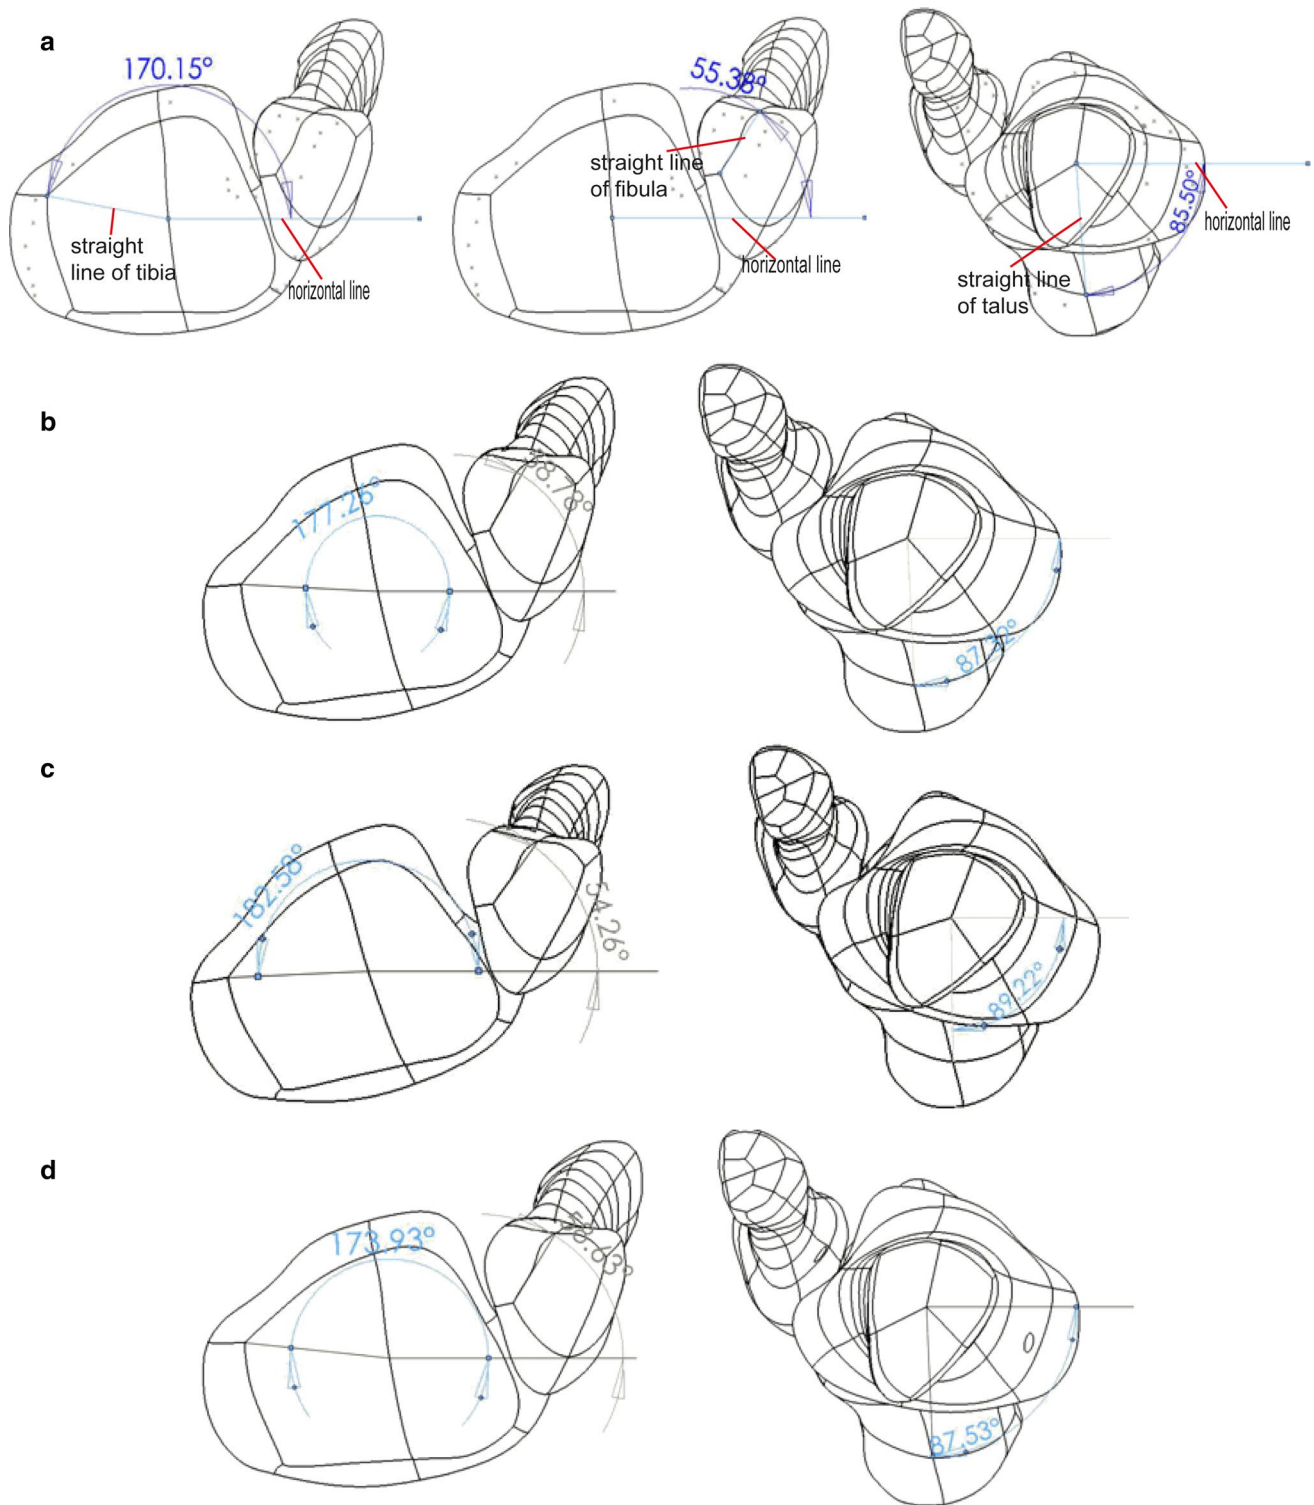 a
170.15°
straight
line of tibia
horizontal line
55.38°
straight line
of fibula
horizontal line
85.50°
horizontal line
straight line
of talus
b
177.26°
87.32°
c
182.58°
54.26°
89.22°
d
173.93°
87.53°